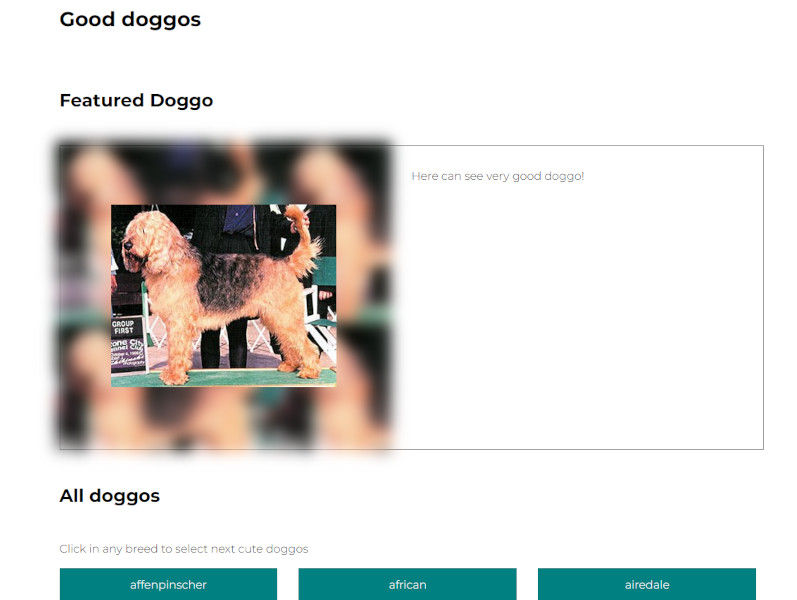 Good doggos
Featured Doggo
Here can see very good doggo!
GROUP
FIRST
All doggos
Click in any breed to select next cute doggos
affenpinscher
african
airedale